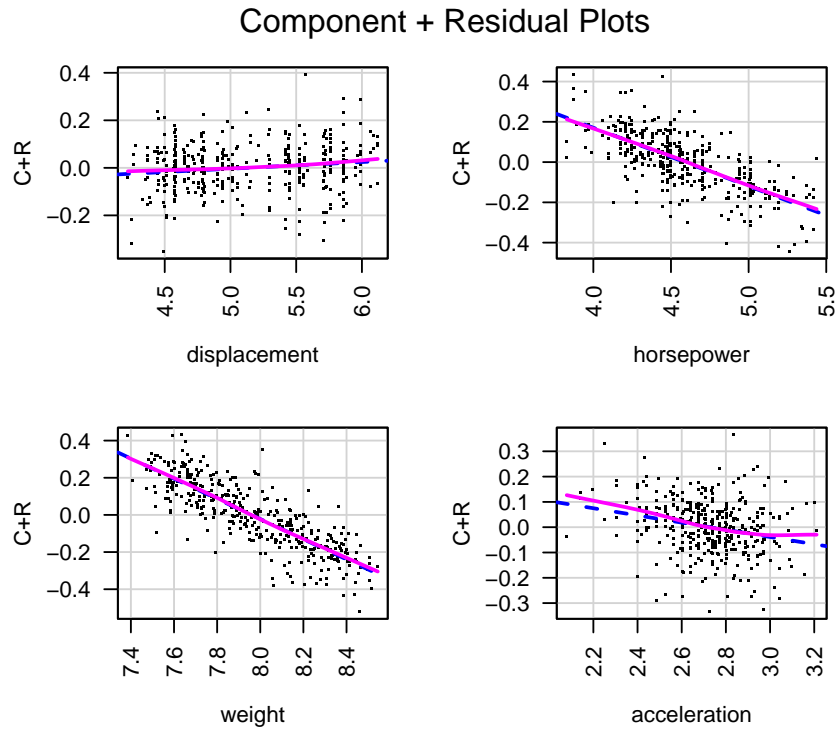 Component + Residual Plots
C+R
0.4
0.2
0.0
−0.2
4.5 5.0 5.5 6.0
displacement
C+R
0.4
0.2
0.0
−0.2
−0.4
4.0 4.5 5.0 5.5
horsepower
C+R
0.4
0.2
0.0
−0.2
−0.4
7.4 7.6 7.8 8.0 8.2 8.4
weight
C+R
0.3
0.2
0.1
0.0
−0.1
−0.2
−0.3
2.2 2.4 2.6 2.8 3.0 3.2
acceleration